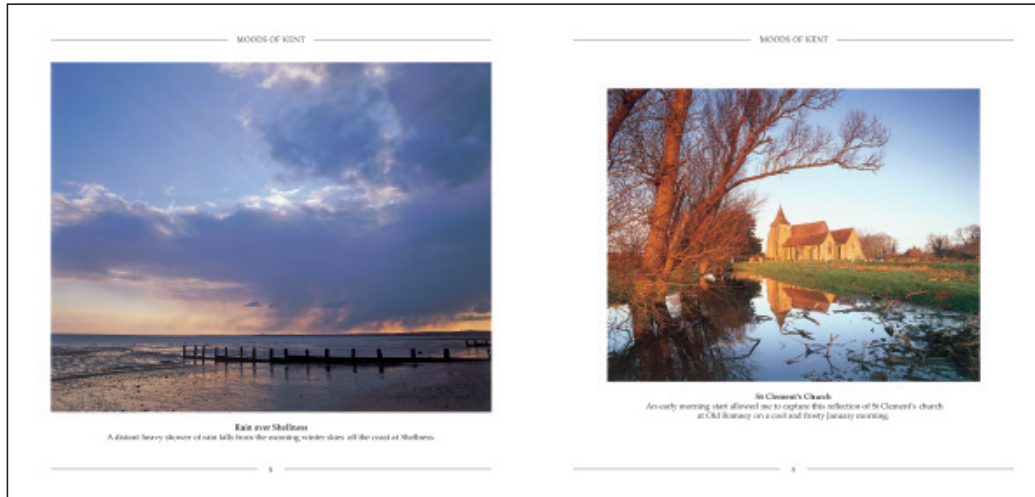 MOODS OF KENT
Rain over Shellness
A distant heavy shower of rain falls from the morning winter skies off the coast at Shellness.
MOODS OF KENT
St Clement's Church
An early morning start allowed me to capture this reflection of St Clement's church
at Old Romney on a cool and frosty January morning.